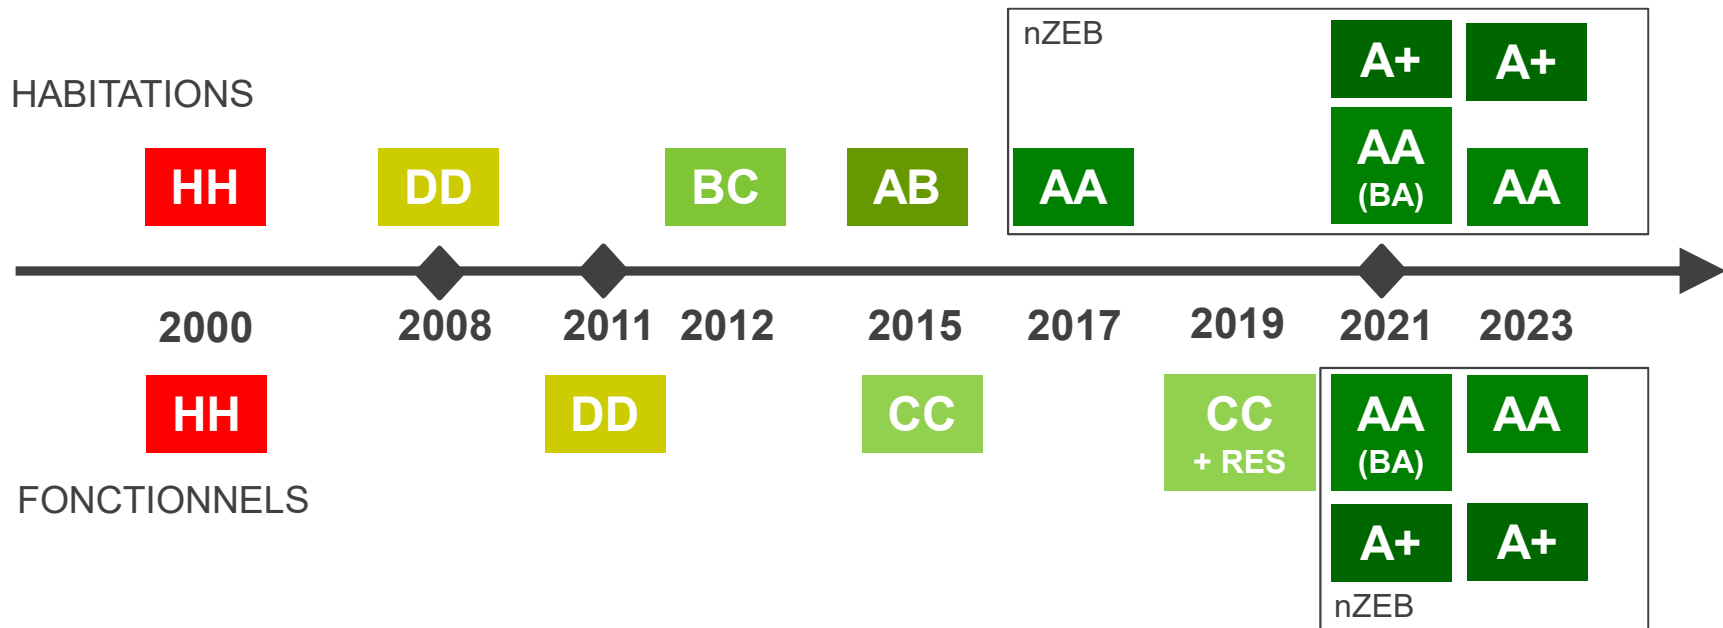 nZEB
A+
A+
HABITATIONS
HH
DD
BC
AB
AA
AA
(BA)
AA
2000
2008
2011
2012
2015
2017
2019
2021
2023
HH
DD
CC
CC
+ RES
AA
(BA)
AA
FONCTIONNELS
A+
A+
nZEB